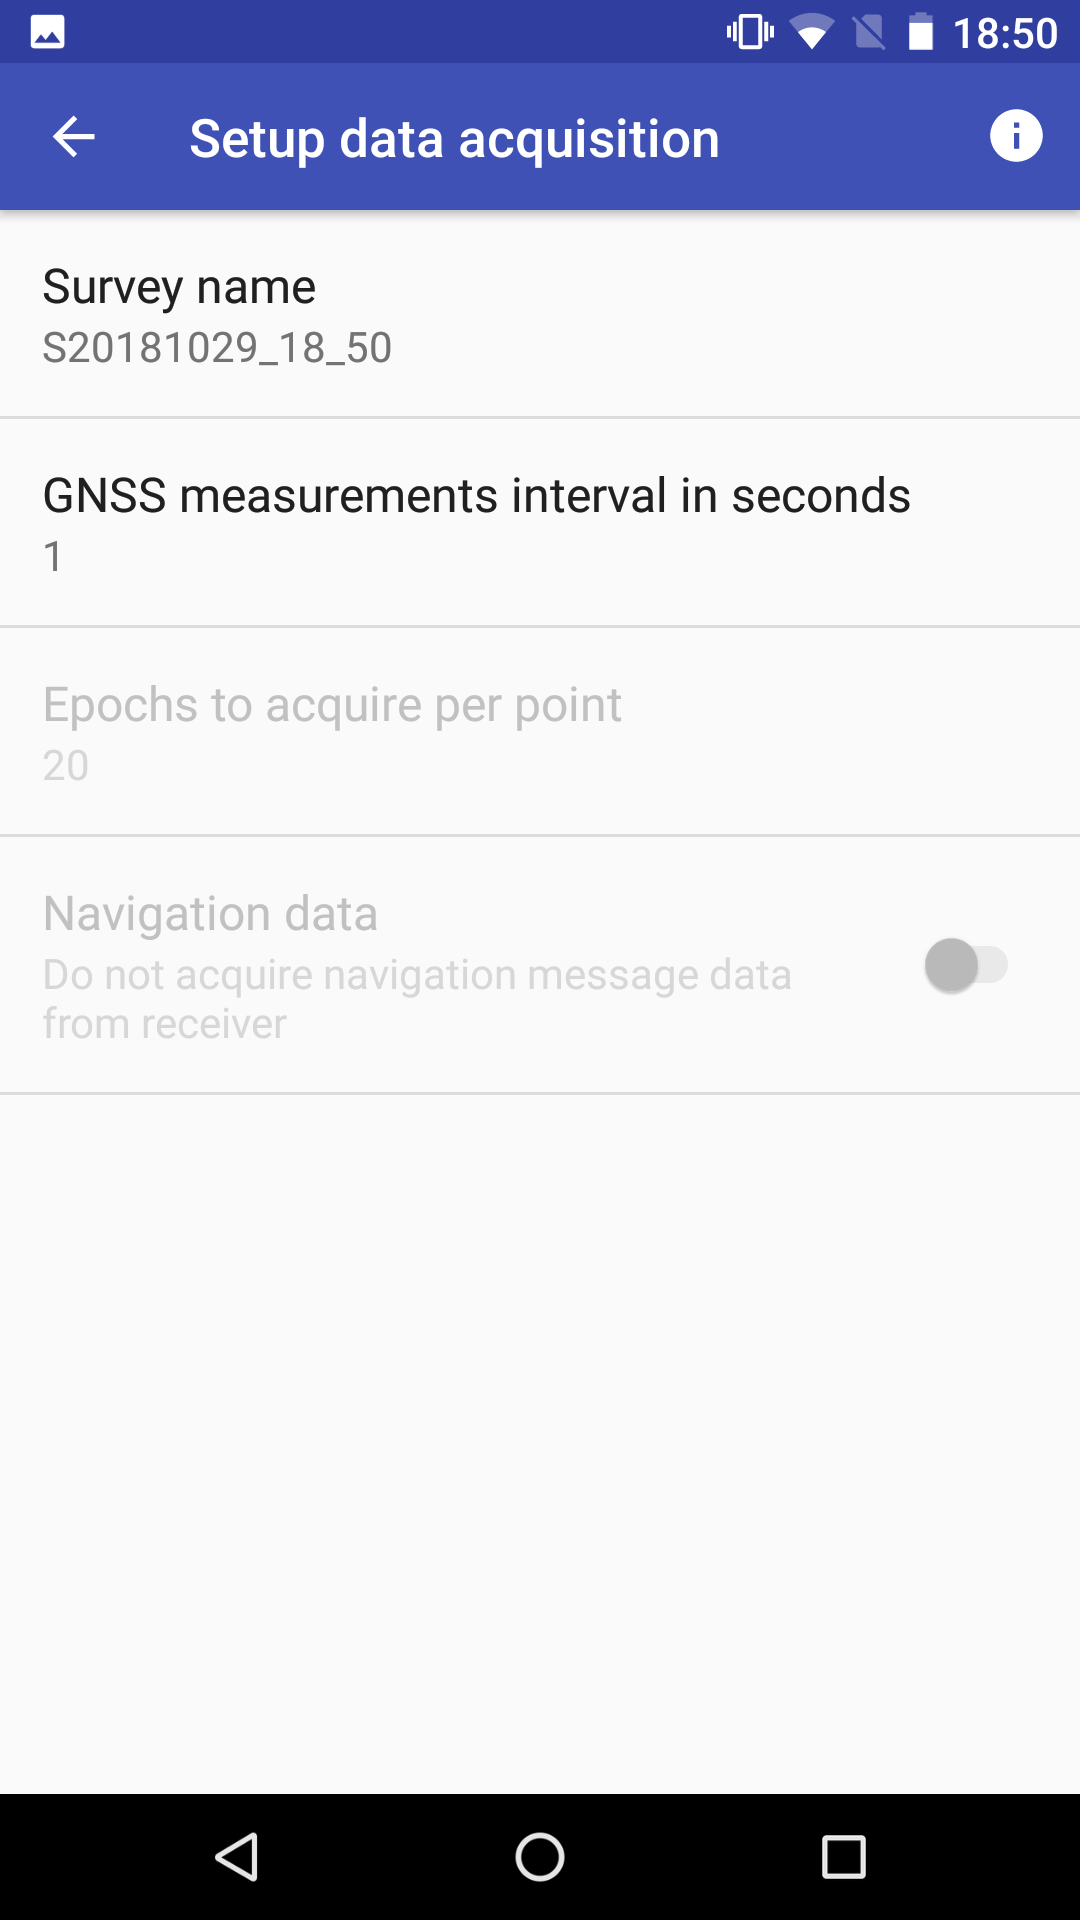 18:50
Setup data acquisition
Survey name
S20181029_18_50
GNSS measurements interval in seconds
1
Epochs to acquire per point
20
Navigation data
Do not acquire navigation message data
from receiver